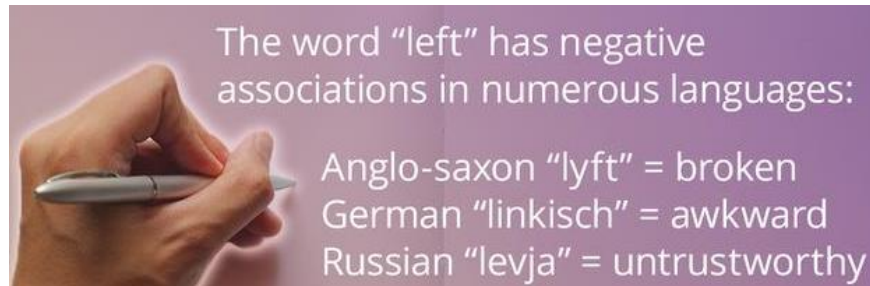 The word “left” has negative
associations in numerous languages:
Anglo-saxon “lyft” = broken
German “linkisch” = awkward
Russian “levja” = untrustworthy